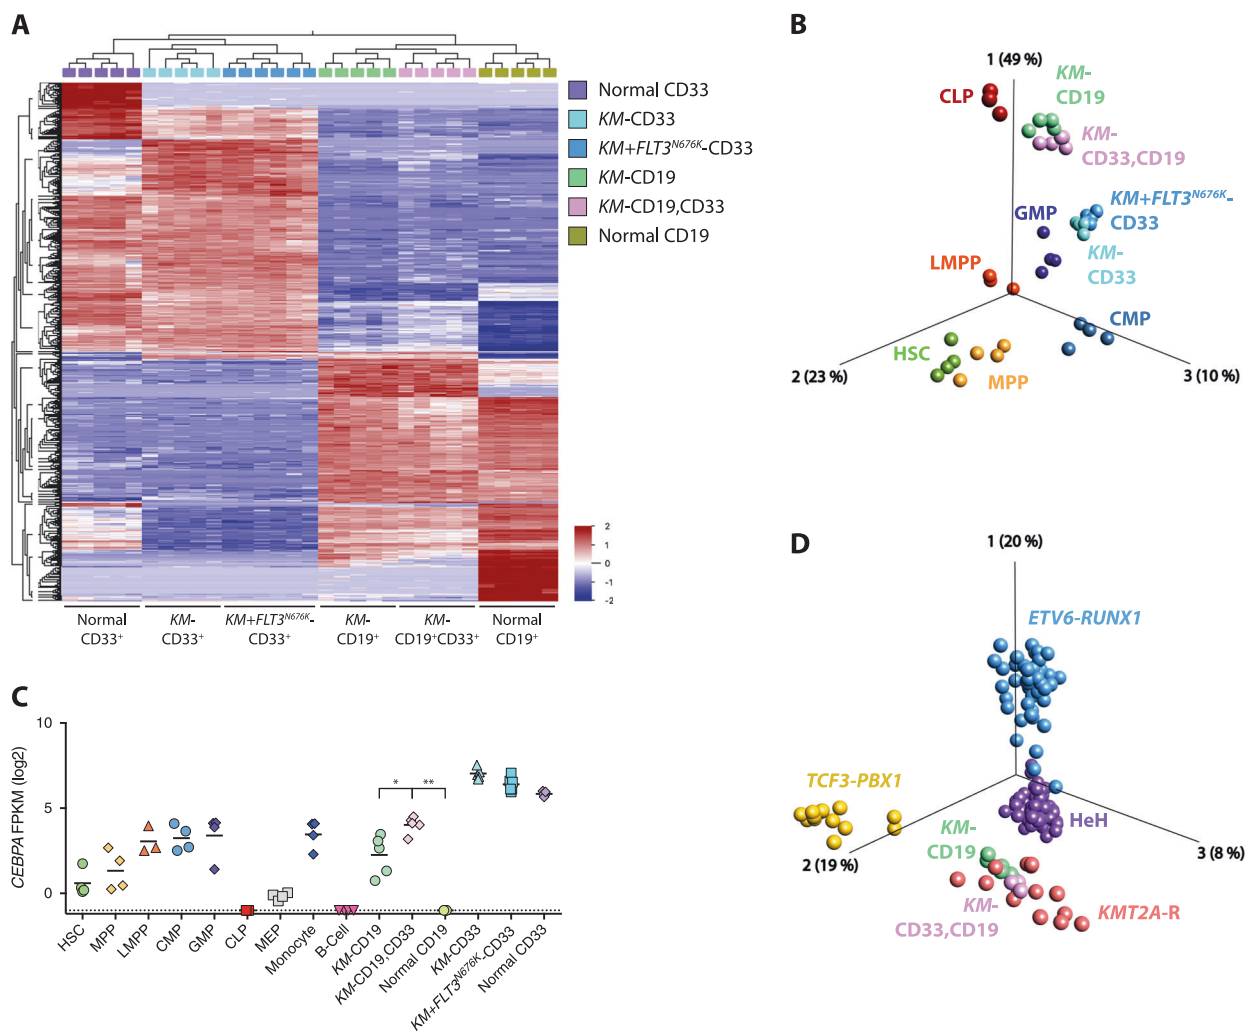 A
Normal CD33
KM-CD33
KM+FLT3N676K-CD33
KM-CD19
KM-CD19,CD33
Normal CD19
2
1
0
-1
-2
Normal
CD33+
KM-
CD33+
KM+FLT3N676K-
CD33+
KM-
CD19+
KM-
CD19+CD33+
Normal
CD19+
B
1 (49 %)
CLP
KM-
CD19
KM-
CD33,CD19
KM+FLT3N676K-
CD33
GMP
KM-
CD33
LMPP
CMP
HSC
MPP
2 (23 %)
3 (10 %)
C
CEBPA FPKM (log2)
10
5
0
*
**
HSC
MPP
LMPP
CMP
GMP
CLP
MEP
Monocyte
B-Cell
KM-CD19
KM-CD19,CD33
Normal CD19
KM-CD33
KM+FLT3N676K-CD33
Normal CD33
D
1 (20 %)
ETV6-RUNX1
TCF3-PBX1
HeH
2 (19 %)
3 (8 %)
KM-
CD19
KM-
CD33,CD19
KMT2A-R